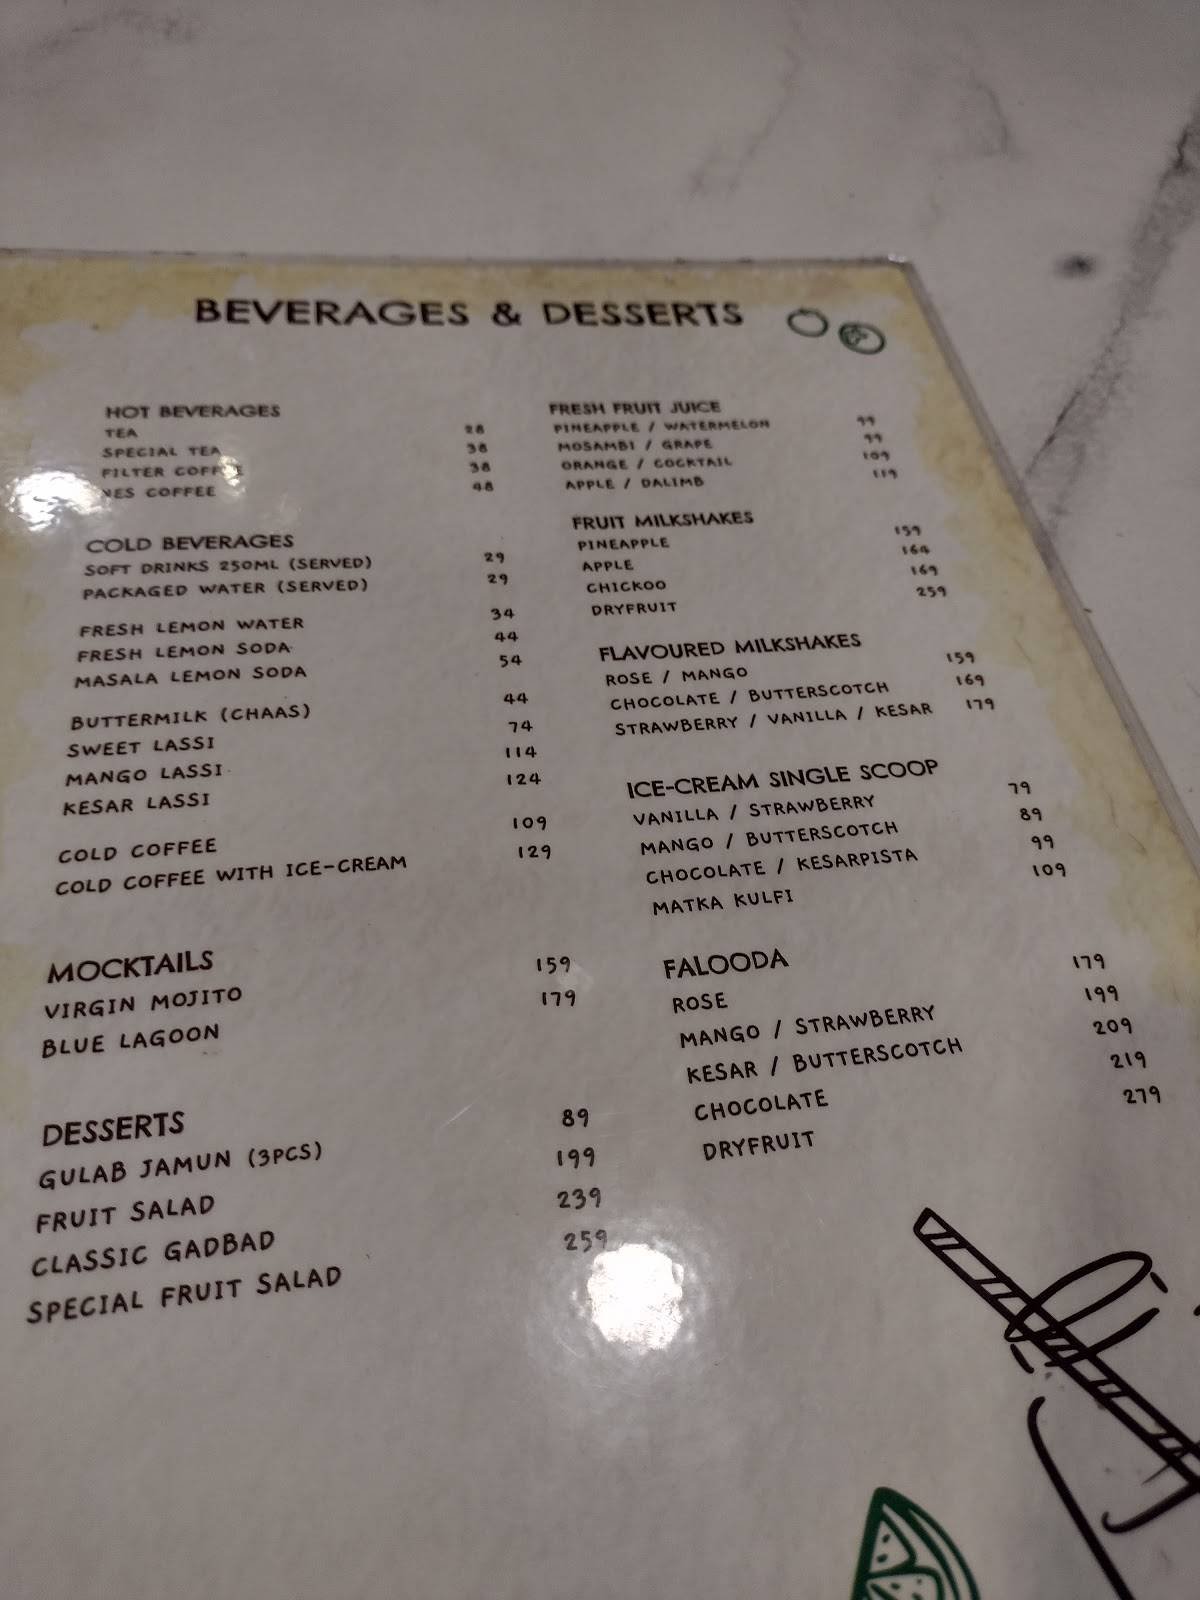 BEVERAGES & DESSERTS
HOT BEVERAGES
TEA 28
SPECIAL TEA 38
FILTER COFFEE 38
NES COFFEE 48
COLD BEVERAGES
SOFT DRINKS 250ML (SERVED) 29
PACKAGED WATER (SERVED) 29
FRESH LEMON WATER 34
FRESH LEMON SODA 44
MASALA LEMON SODA 54
BUTTERMILK (CHAAS) 44
SWEET LASSI 74
MANGO LASSI 114
KESAR LASSI 124
COLD COFFEE 109
COLD COFFEE WITH ICE-CREAM 129
MOCKTAILS
VIRGIN MOJITO 159
BLUE LAGOON 179
DESSERTS
GULAB JAMUN (3PCS) 89
FRUIT SALAD 199
CLASSIC GADBAD 239
SPECIAL FRUIT SALAD 259
FRESH FRUIT JUICE
PINEAPPLE / WATERMELON 99
MOSAMBI / GRAPE 99
ORANGE / COCKTAIL 109
APPLE / DALIMB 119
FRUIT MILKSHAKES
PINEAPPLE 159
APPLE 164
CHICKOO 169
DRYFRUIT 259
FLAVOURED MILKSHAKES
ROSE / MANGO 159
CHOCOLATE / BUTTERSCOTCH 169
STRAWBERRY / VANILLA / KESAR 179
ICE-CREAM SINGLE SCOOP
VANILLA / STRAWBERRY 79
MANGO / BUTTERSCOTCH 89
CHOCOLATE / KESARPISTA 99
MATKA KULFI 109
FALOODA
ROSE 179
MANGO / STRAWBERRY 199
KESAR / BUTTERSCOTCH 209
CHOCOLATE 219
DRYFRUIT 279